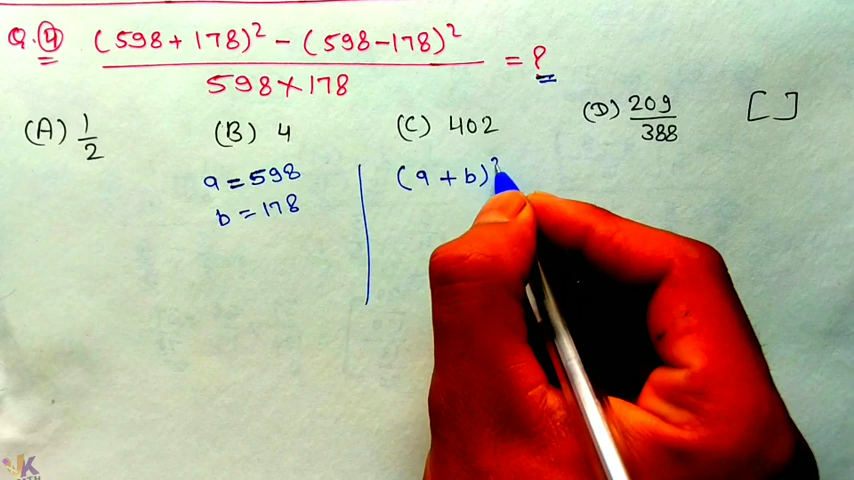 Q.4 (598+178)² - (598-178)² / 598×178 = ?
(A) 1/2 (B) 4 (C) 402 (D) 209/388 [ ]
a = 598
b = 178
(a + b)²